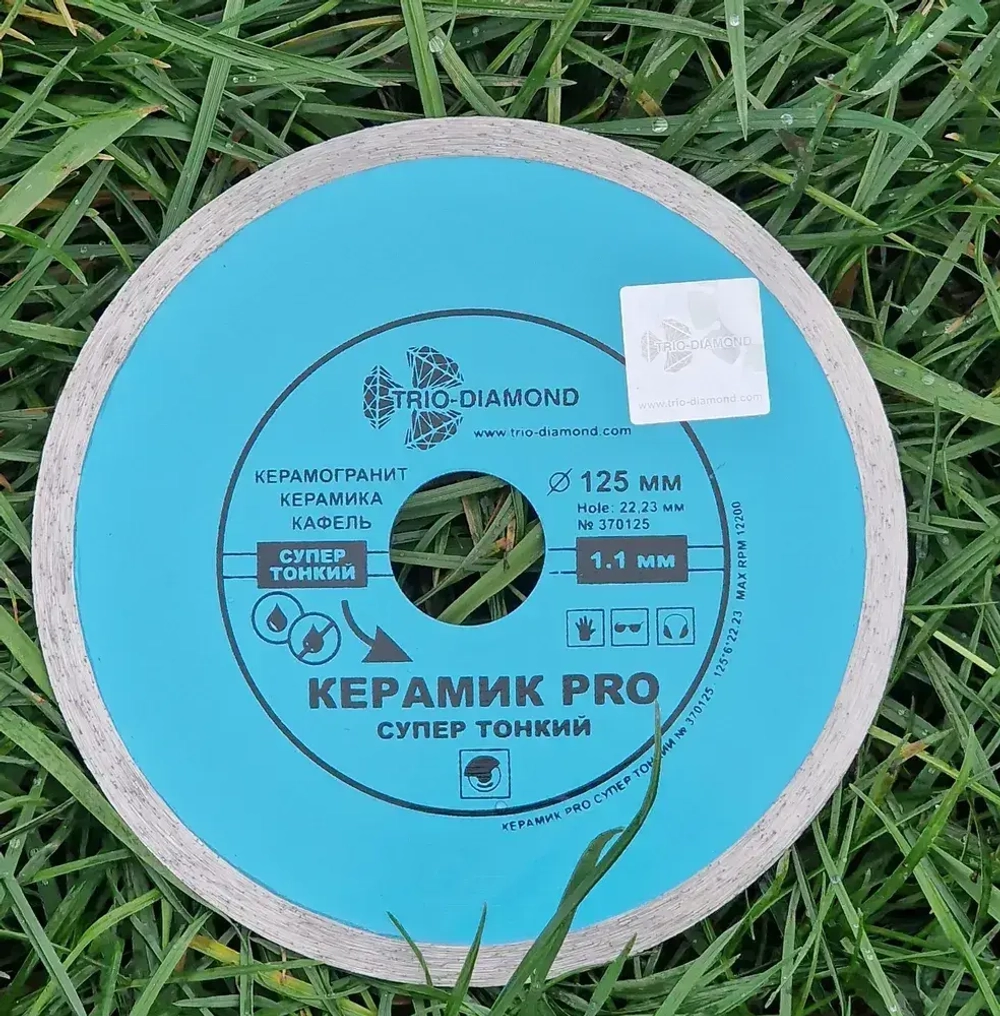 TRIO-DIAMOND
www.trio-diamond.com
TRIO-DIAMOND
www.trio-diamond.com
КЕРАМОГРАНИТ
КЕРАМИКА
КАФЕЛЬ
СУПЕР
ТОНКИЙ
Ø 125 мм
Hole: 22,23 мм
№ 370125
1.1 мм
КЕРАМИК PRO
СУПЕР ТОНКИЙ
КЕРАМИК PRO СУПЕР ТОНКИЙ № 370125 125*6*22.23 MAX RPM 12200